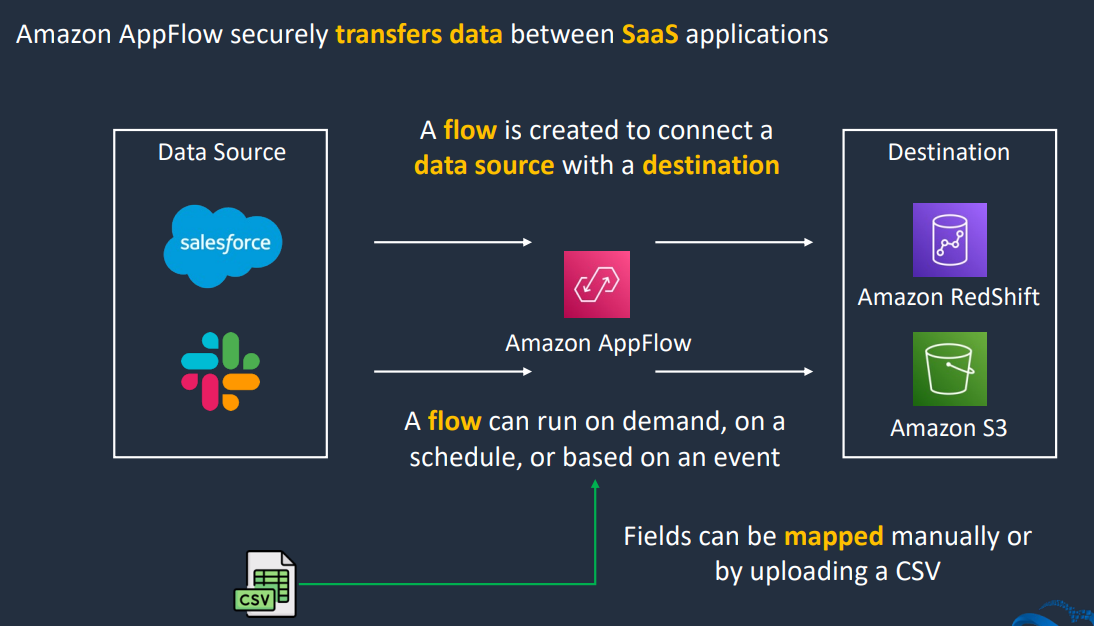 Amazon AppFlow securely transfers data between SaaS applications
Data Source
salesforce
A flow is created to connect a
data source with a destination
Amazon AppFlow
A flow can run on demand, on a
schedule, or based on an event
Destination
Amazon RedShift
Amazon S3
CSV
Fields can be mapped manually or
by uploading a CSV